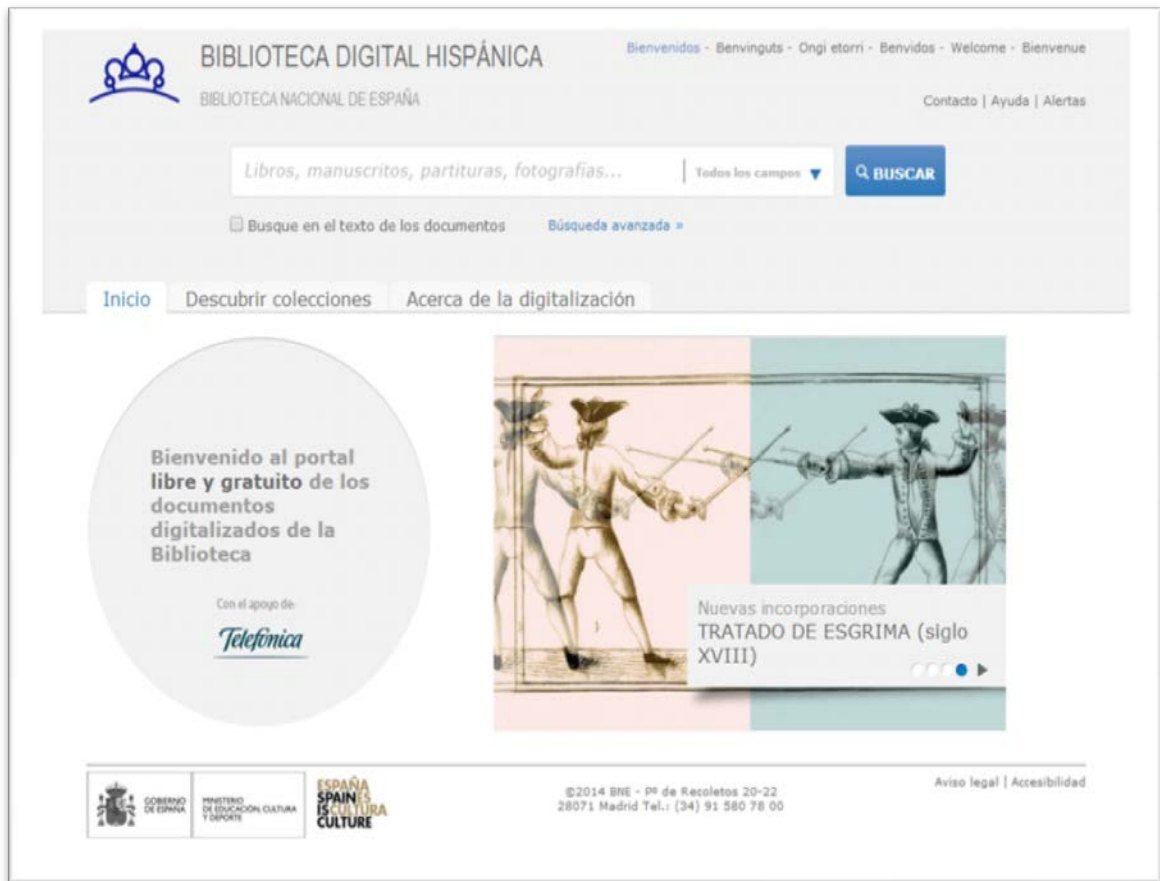 BIBLIOTECA DIGITAL HISPÁNICA
BIBLIOTECA NACIONAL DE ESPAÑA
Bienvenidos - Benvinguts - Ongi etorri - Benvidos - Welcome - Bienvenue
Contacto | Ayuda | Alertas
Libros, manuscritos, partituras, fotografías...
Todos los campos
BUSCAR
Busque en el texto de los documentos
Búsqueda avanzada »
Inicio
Descubrir colecciones
Acerca de la digitalización
Bienvenido al portal
libre y gratuito de los
documentos
digitalizados de la
Biblioteca
Con el apoyo de:
Telefónica
Nuevas incorporaciones
TRATADO DE ESGRIMA (siglo
XVIII)
GOBIERNO
DE ESPAÑA
MINISTERIO
DE EDUCACIÓN, CULTURA
Y DEPORTE
ESPAÑA
SPAIN ES
IS CULTURA
CULTURE
©2014 BNE - Pº de Recoletos 20-22
28071 Madrid Tel.: (34) 91 580 78 00
Aviso legal | Accesibilidad